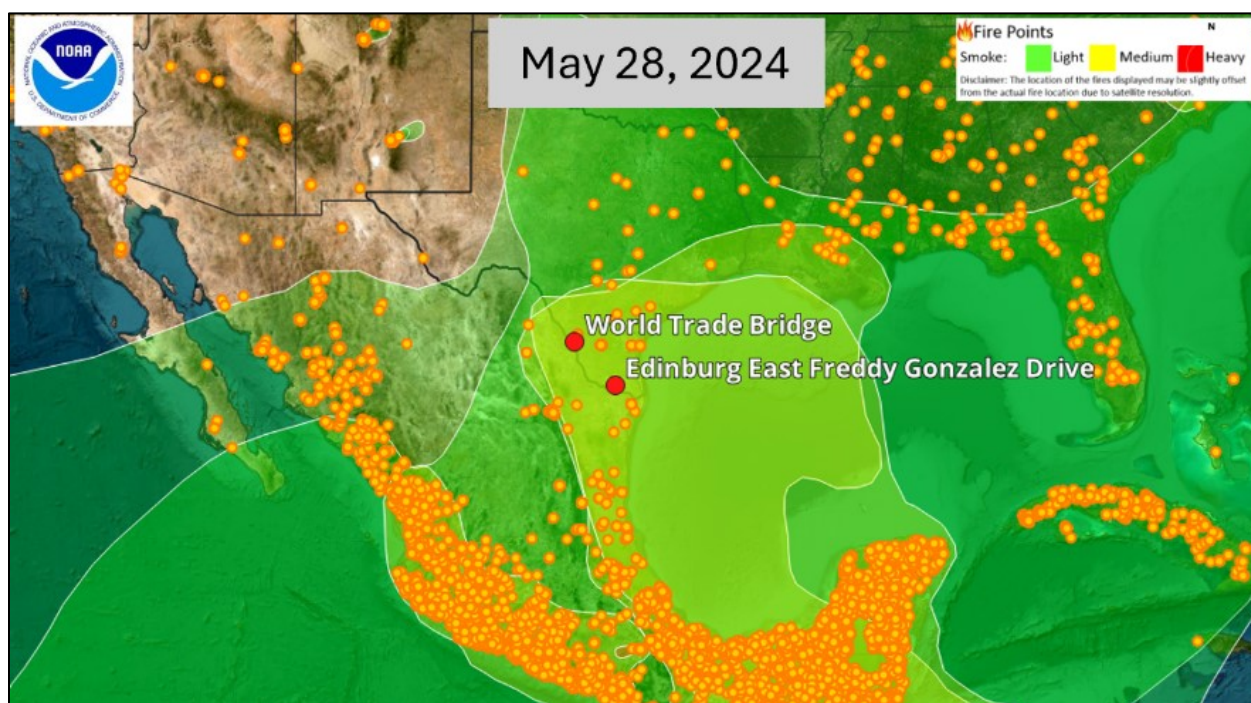 NATIONAL OCEANIC AND ATMOSPHERIC ADMINISTRATION
NOAA
U.S. DEPARTMENT OF COMMERCE
May 28, 2024
N
Fire Points
Smoke: Light Medium Heavy
Disclaimer: The location of the fires displayed may be slightly offset
from the actual fire location due to satellite resolution.
World Trade Bridge
Edinburg East Freddy Gonzalez Drive